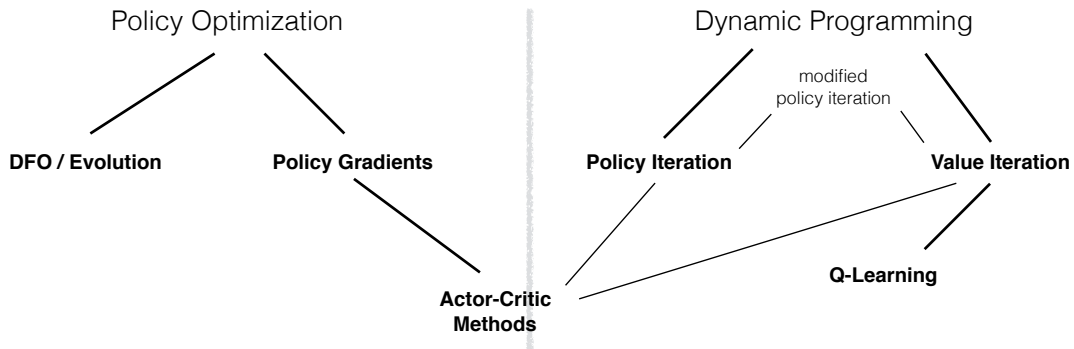 Policy Optimization
Dynamic Programming
modified
policy iteration
DFO / Evolution
Policy Gradients
Policy Iteration
Value Iteration
Q-Learning
Actor-Critic
Methods